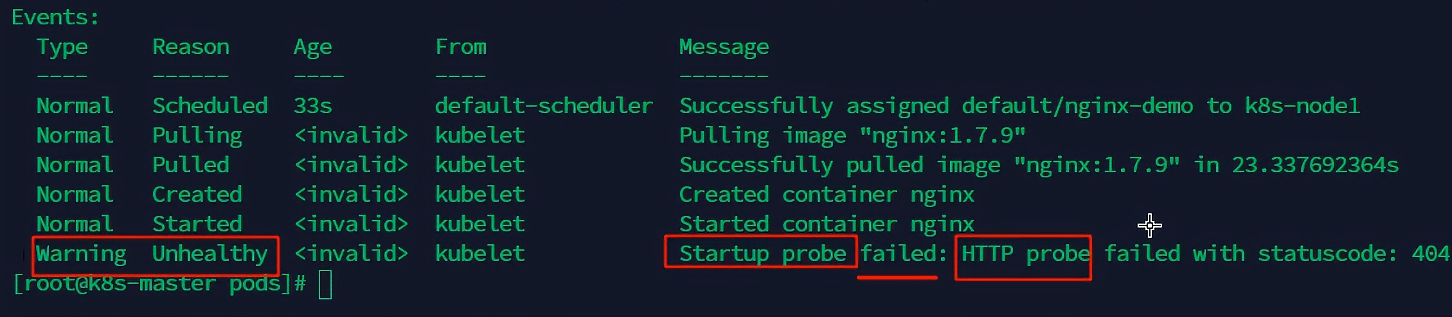 Events:
Type Reason Age From Message
---- ------ ---- ---- -------
Normal Scheduled 33s default-scheduler Successfully assigned default/nginx-demo to k8s-node1
Normal Pulling <invalid> kubelet Pulling image "nginx:1.7.9"
Normal Pulled <invalid> kubelet Successfully pulled image "nginx:1.7.9" in 23.337692364s
Normal Created <invalid> kubelet Created container nginx
Normal Started <invalid> kubelet Started container nginx
Warning Unhealthy <invalid> kubelet Startup probe failed: HTTP probe failed with statuscode: 404
[root@k8s-master pods]#